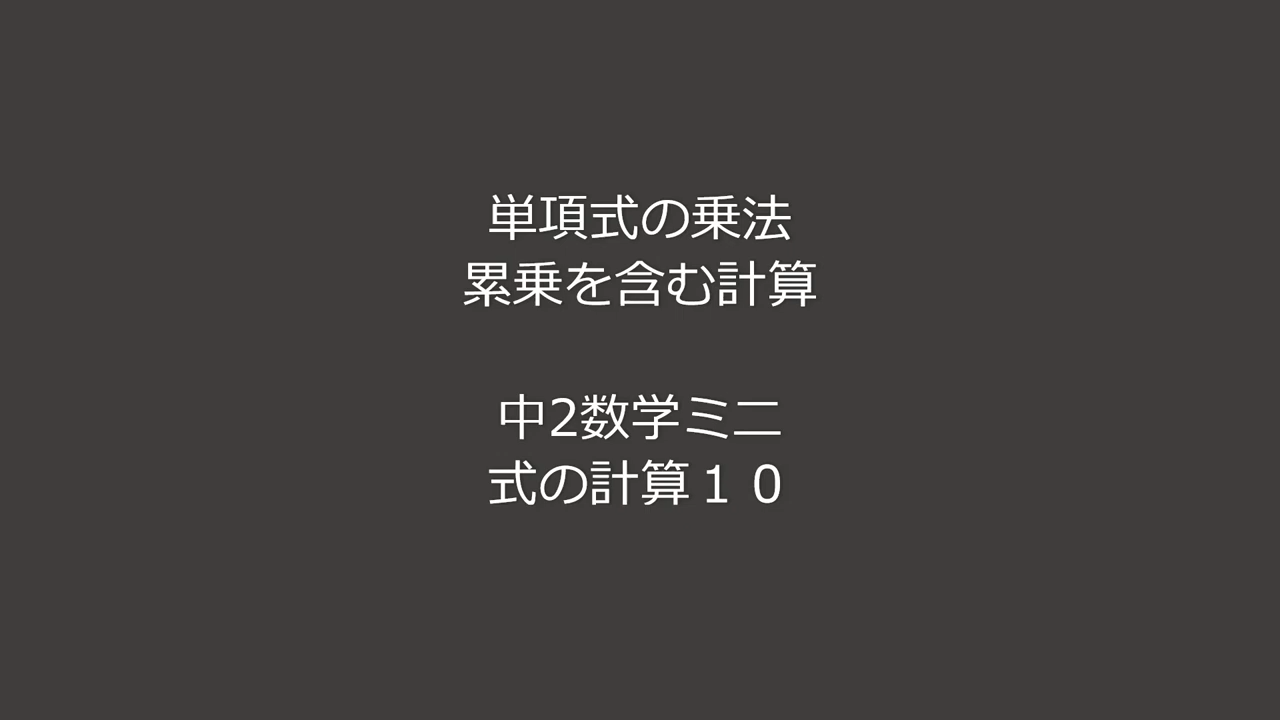 単項式の乗法
累乗を含む計算
中2数学ミニ
式の計算１０